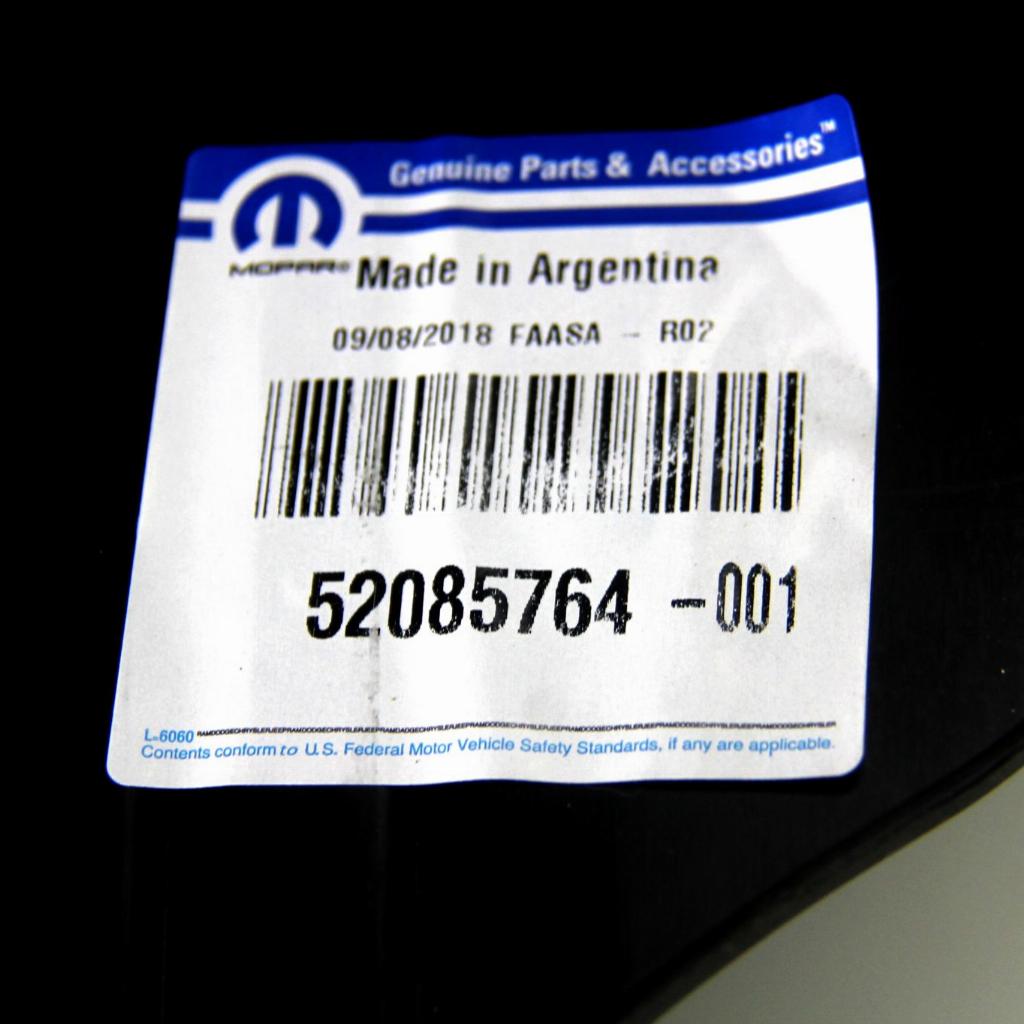 Genuine Parts & Accessories™
MOPAR®
Made in Argentina
09/08/2018 FAASA - R02
52085764 -001
L-6060
Contents conform to U.S. Federal Motor Vehicle Safety Standards, if any are applicable.